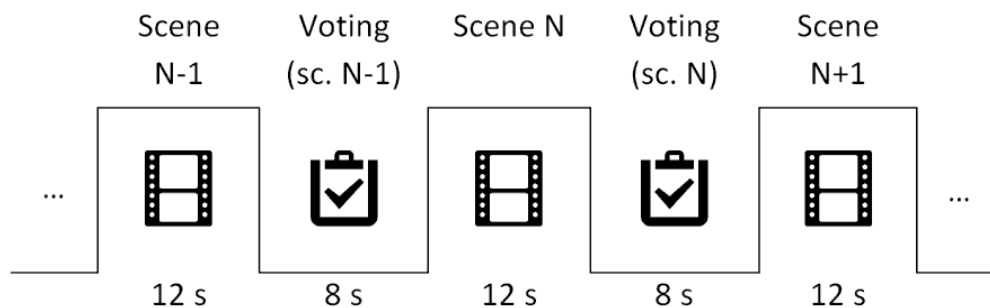 Scene Voting Scene N Voting Scene
N-1 (sc. N-1) (sc. N) N+1
... ...
12 s 8 s 12 s 8 s 12 s